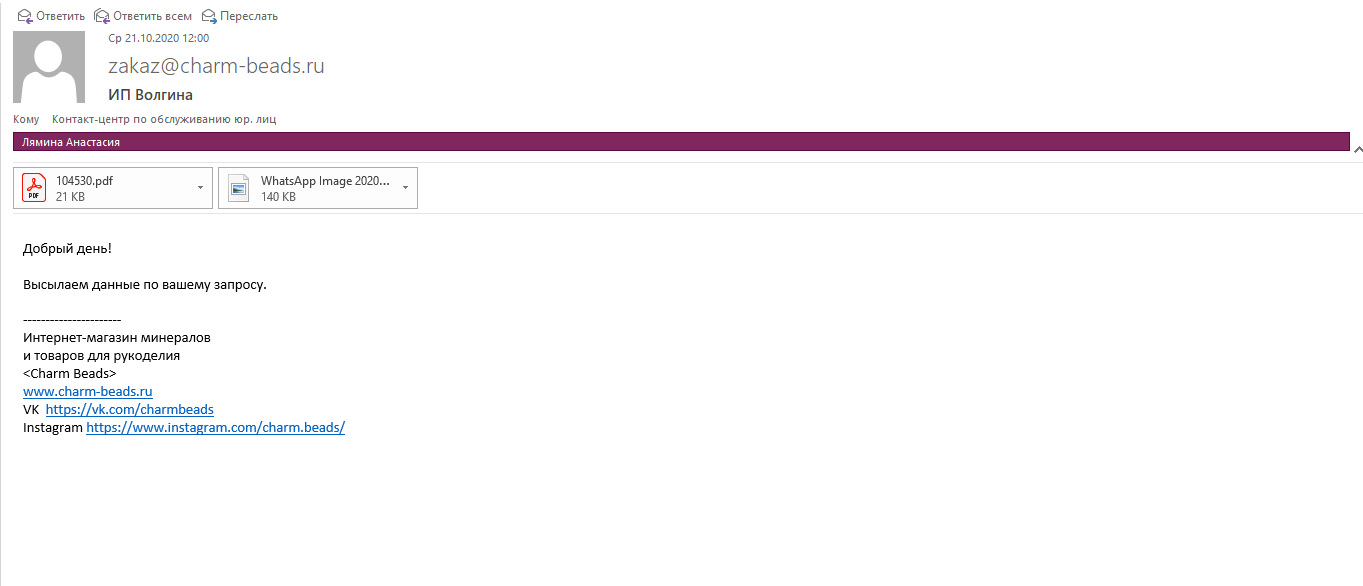 Ответить Ответить всем Переслать
Ср 21.10.2020 12:00
zakaz@charm-beads.ru
ИП Волгина
Кому Контакт-центр по обслуживанию юр. лиц
Лямина Анастасия
104530.pdf
21 KB
WhatsApp Image 2020...
140 KB
PDF
Добрый день!
Высылаем данные по вашему запросу.
----------------------
Интернет-магазин минералов
и товаров для рукоделия
<Charm Beads>
www.charm-beads.ru
VK https://vk.com/charmbeads
Instagram https://www.instagram.com/charm.beads/